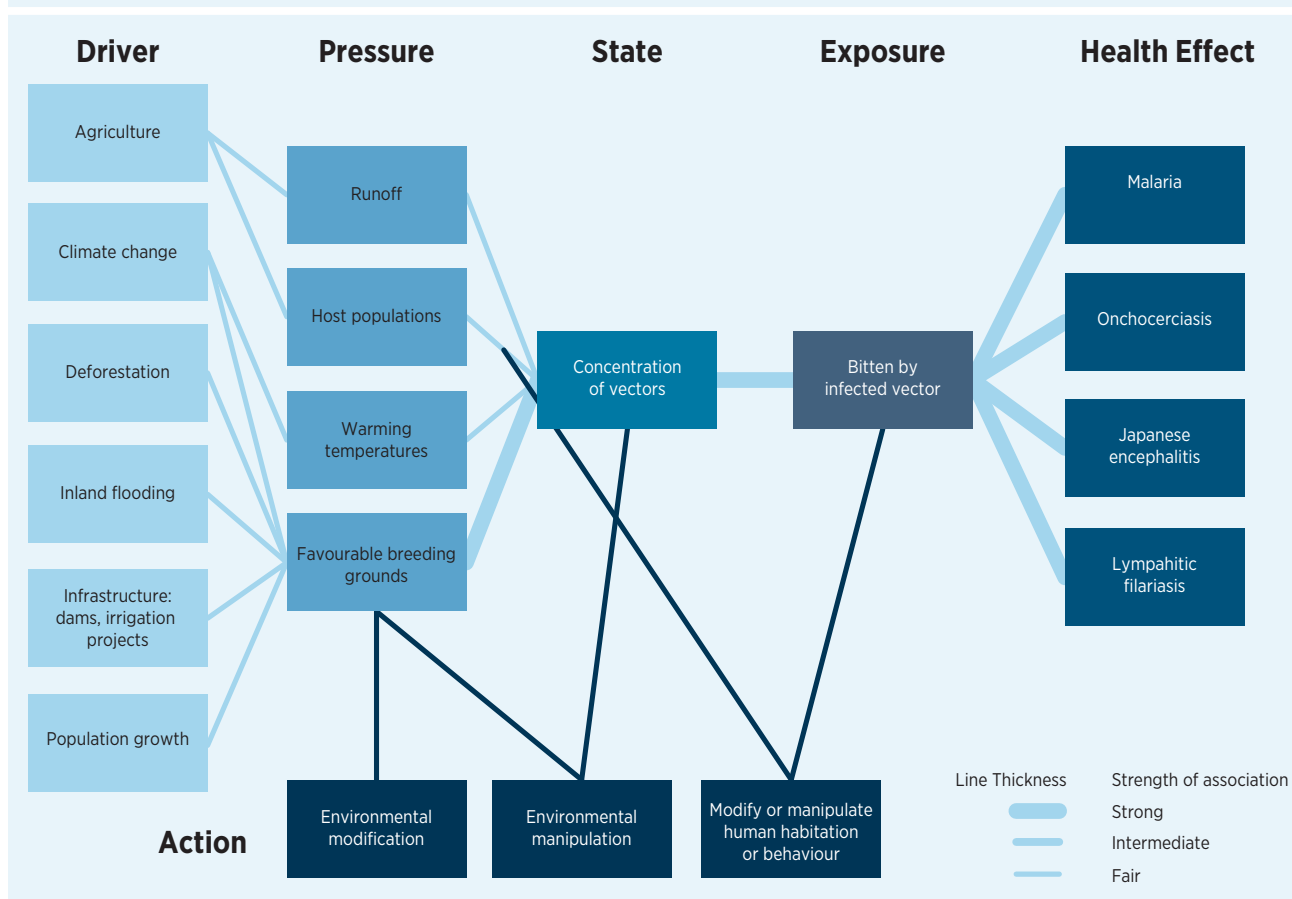 Driver
Pressure
State
Exposure
Health Effect
Agriculture
Climate change
Deforestation
Inland flooding
Infrastructure:
dams, irrigation
projects
Population growth
Runoff
Host populations
Warming
temperatures
Favourable breeding
grounds
Concentration
of vectors
Bitten by
infected vector
Malaria
Onchocerciasis
Japanese
encephalitis
Lympahitic
filariasis
Action
Environmental
modification
Environmental
manipulation
Modify or manipulate
human habitation
or behaviour
Line Thickness
Strength of association
Strong
Intermediate
Fair